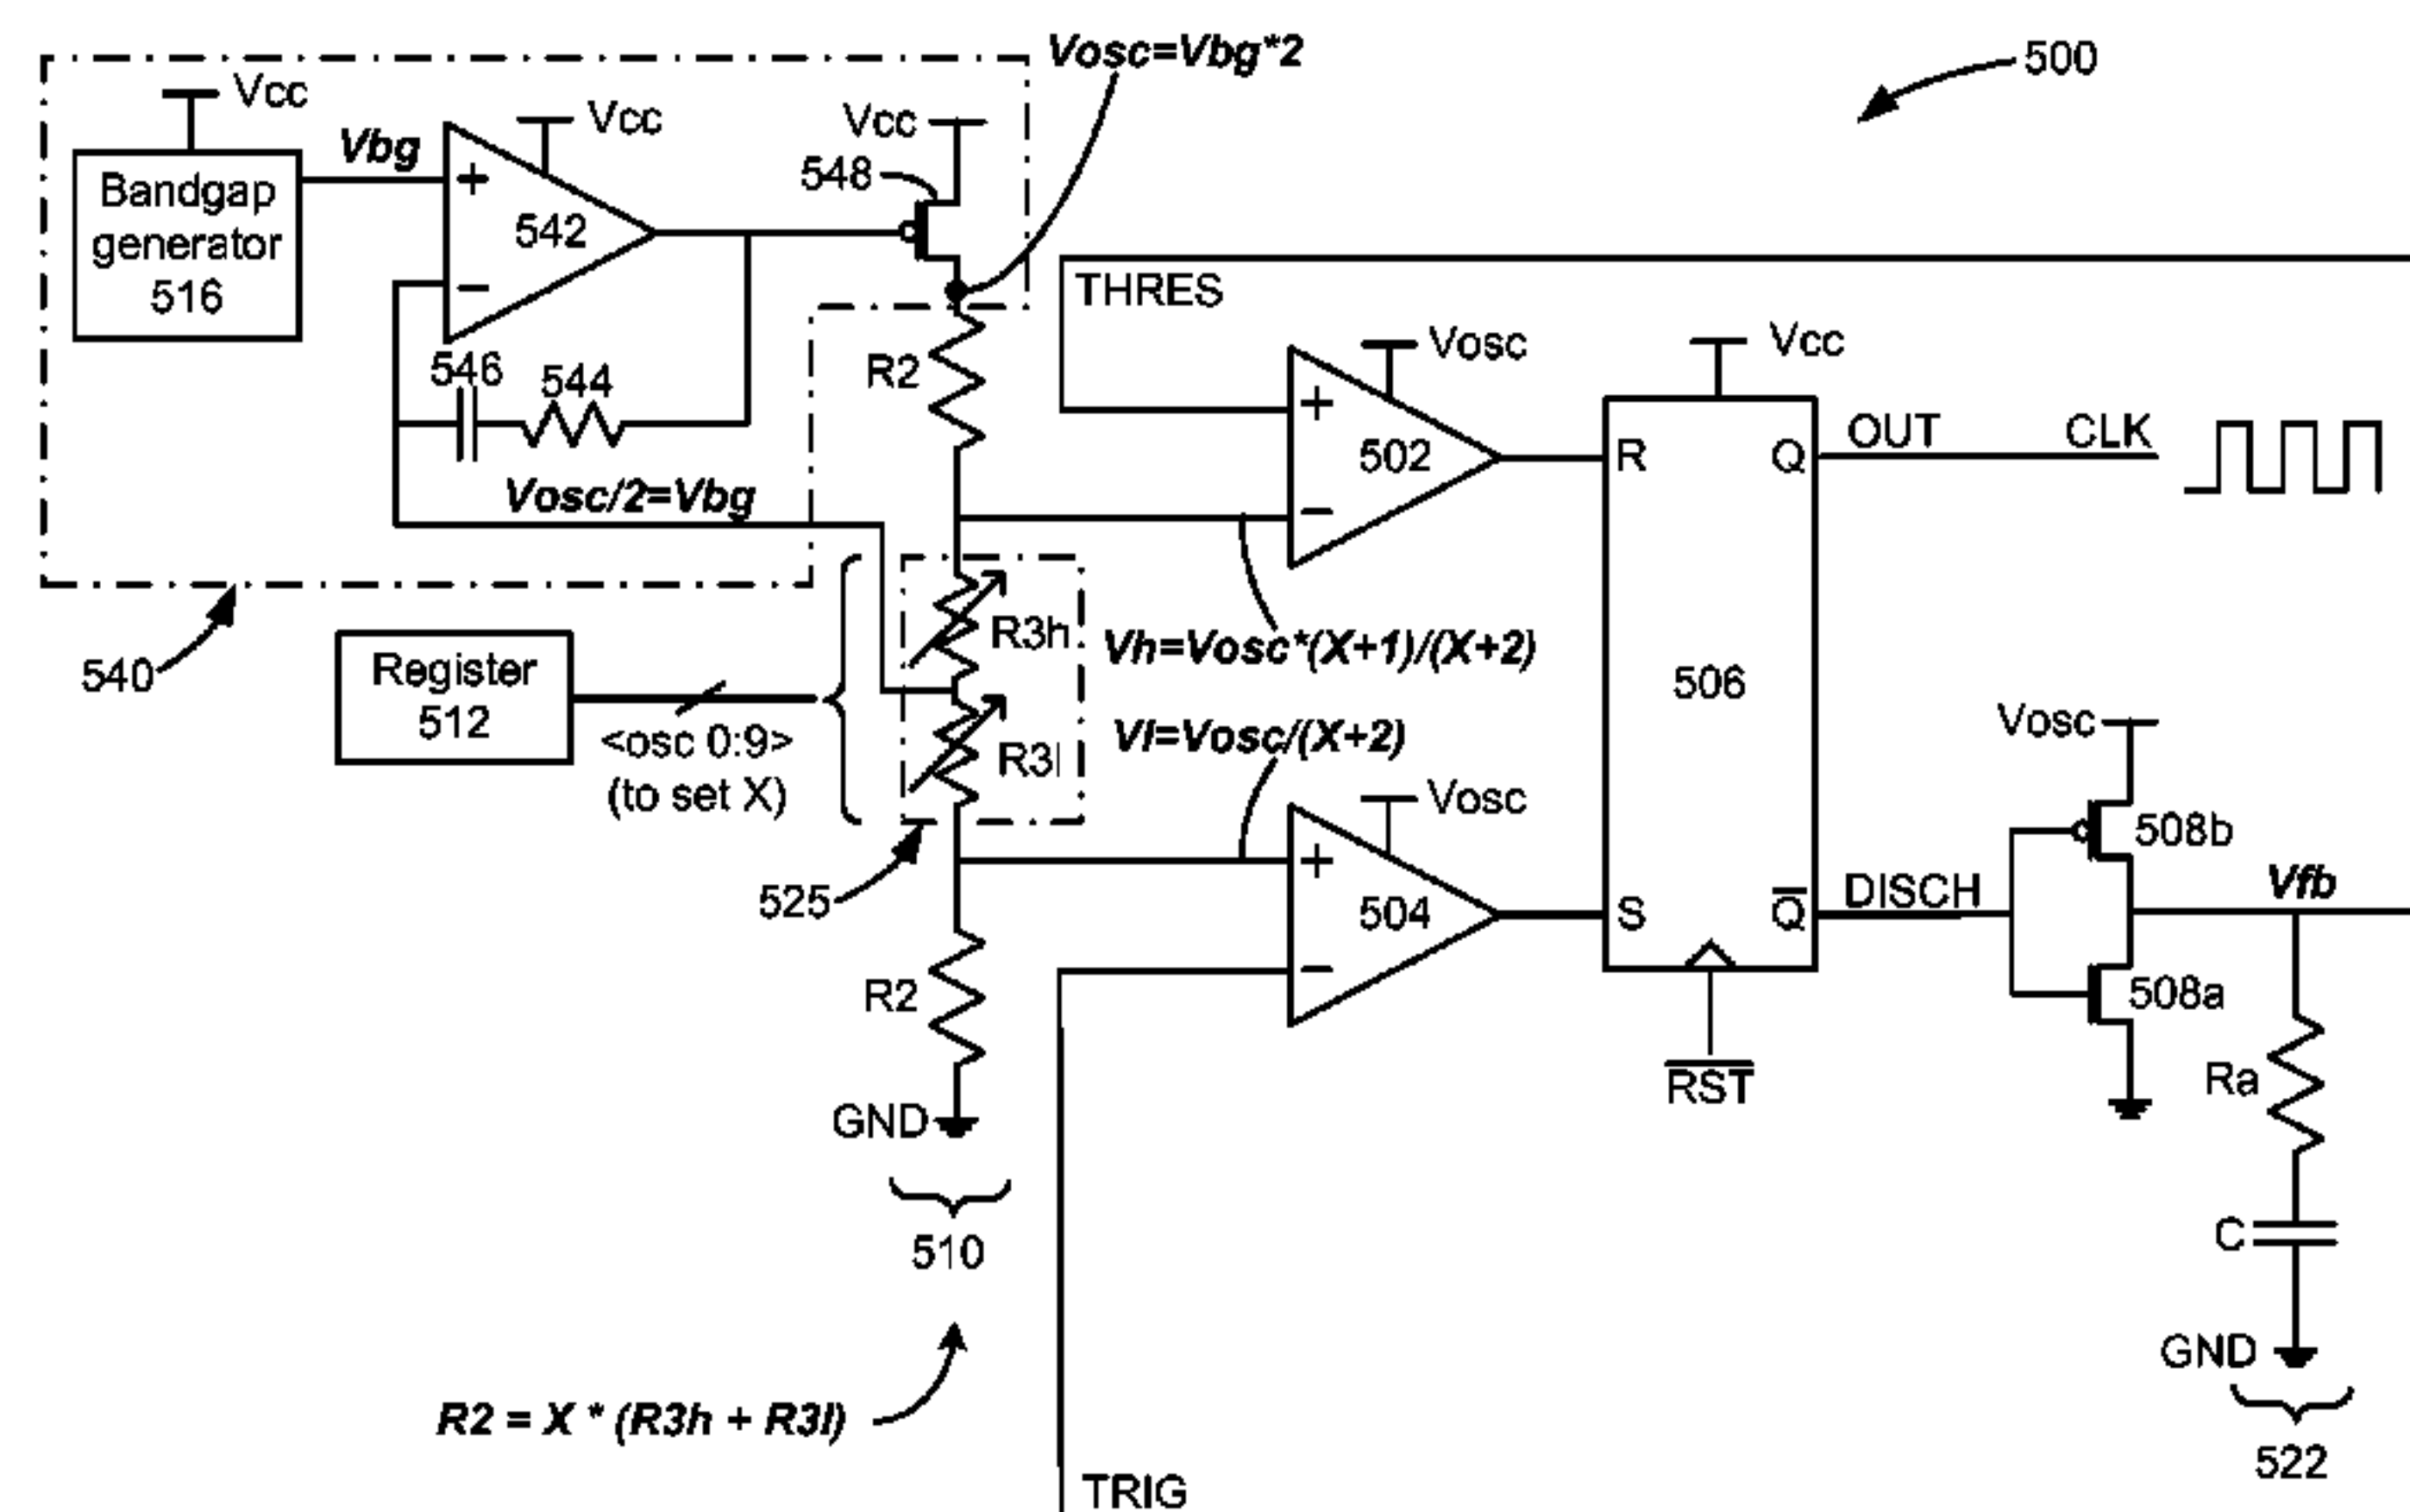 Vosc=Vbg*2
500
Vcc
Vbg
Vcc
Vcc
548
Bandgap
generator
516
+
542
−
546
544
Vosc/2=Vbg
R2
THRES
Vosc
+
502
−
Vcc
R
Q
OUT
CLK
540
Register
512
<osc 0:9>
(to set X)
R3h
R3l
525
Vh=Vosc*(X+1)/(X+2)
Vl=Vosc/(X+2)
506
Vosc
+
504
−
S
Q
DISCH
RST
Vosc
508b
508a
Vfb
R2
GND
510
Ra
C
GND
522
R2 = X * (R3h + R3l)
TRIG